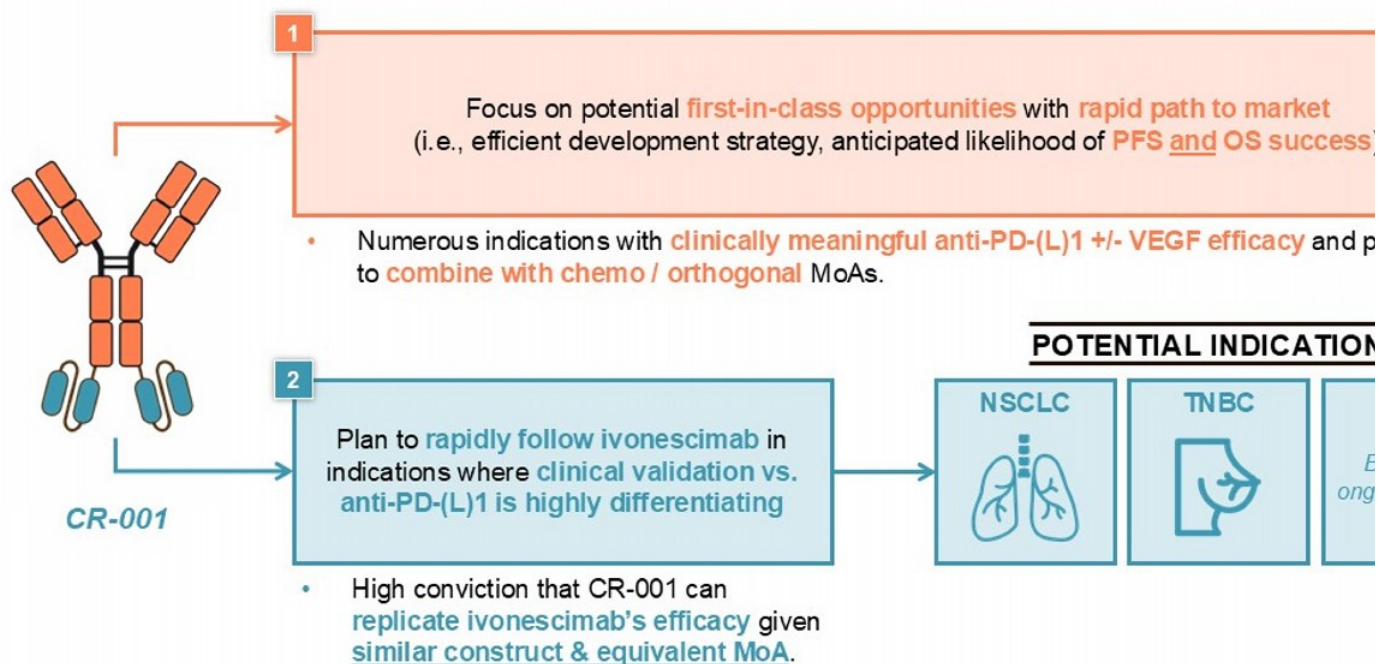 1
Focus on potential first-in-class opportunities with rapid path to market
(i.e., efficient development strategy, anticipated likelihood of PFS and OS success)
• Numerous indications with clinically meaningful anti-PD-(L)1 +/- VEGF efficacy and
to combine with chemo / orthogonal MoAs.
CR-001
2
Plan to rapidly follow ivonescimab in
indications where clinical validation vs.
anti-PD-(L)1 is highly differentiating
• High conviction that CR-001 can
replicate ivonescimab’s efficacy given
similar construct & equivalent MoA.
POTENTIAL INDICATION
NSCLC
TNBC